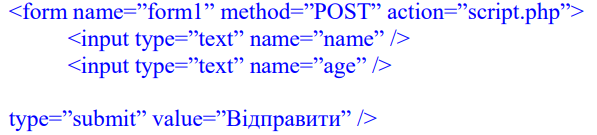 <form name=”form1” method=”POST” action=”script.php”>
<input type=”text” name=”name” />
<input type=”text” name=”age” />
type=”submit” value=”Відправити” />